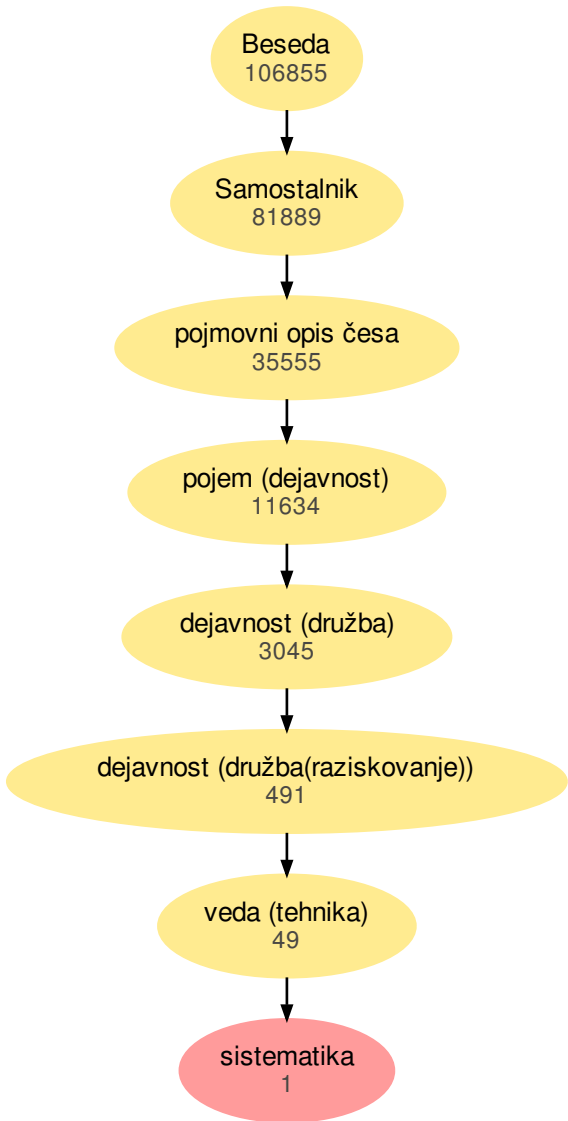 Beseda
106855
Samostalnik
81889
pojmovni opis česa
35555
pojem (dejavnost)
11634
dejavnost (družba)
3045
dejavnost (družba(raziskovanje))
491
veda (tehnika)
49
sistematika
1